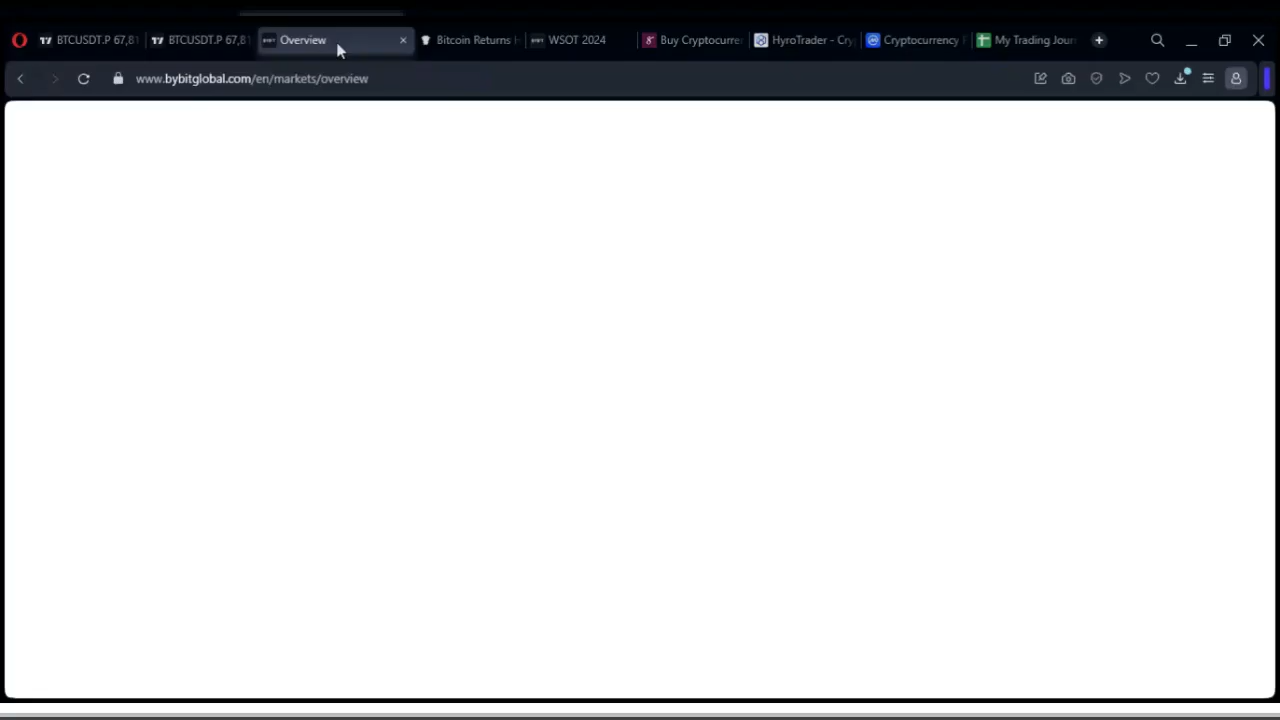 BTCUSDT.P 67,81
BTCUSDT.P 67,8
Overview
Bitcoin Returns
WSOT 2024
Buy Cryptocurre
HyroTrader - Cry
Cryptocurrency
My Trading Jour
www.bybitglobal.com/en/markets/overview